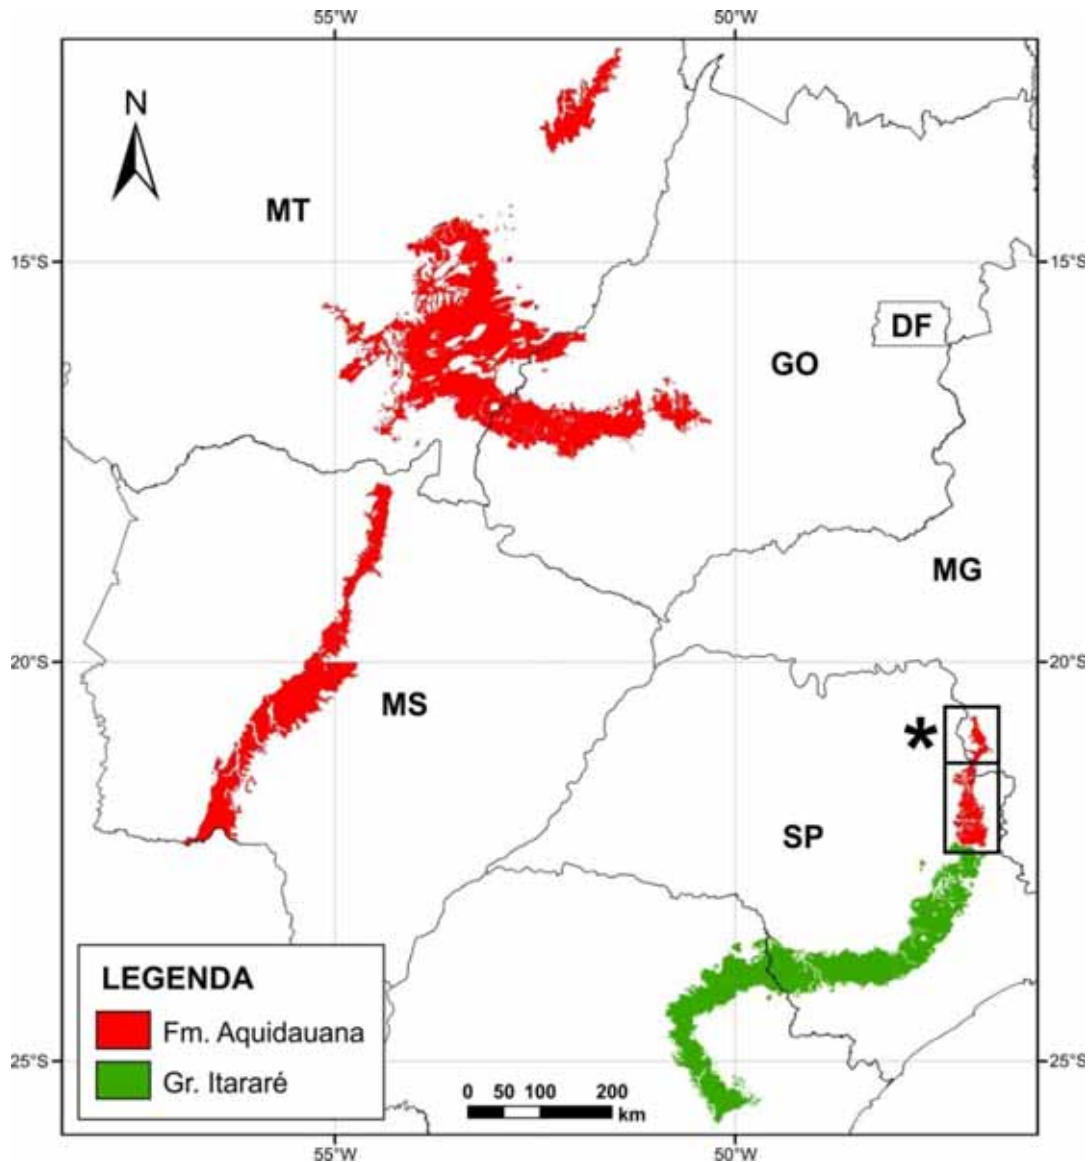 55°W 50°W
N
MT
15°S 15°S
DF
GO
MG
20°S 20°S
MS
*
SP
LEGENDA
Fm. Aquidauana
Gr. Itararé
25°S 25°S
0 50 100 200
km
55°W 50°W